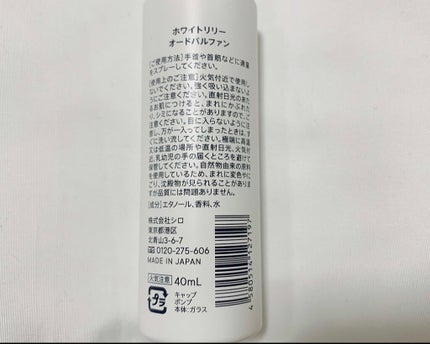 ホワイトリリー
オードパルファン
[ご使用方法]手首や首筋などに適量
をスプレーしてください。
[使用上のご注意]火気付近で使用し
ないでください。強く吸い込まないよ
うにご注意ください。直射日光のあた
るお肌につけると、まれにかぶれた
り、シミになることがありますので、ご
注意ください。目に入らないように注
意し、万が一入ってしまったときは、す
ぐに洗い流してください。極端に高温
又は低温の場所や直射日光、火気付
近、乳幼児の手の届くところを避けて
保管してください。自然物由来の原料
を使用しているため、まれに変色やに
ごり、沈殿物が見られることがありま
すが品質には問題ありません。
[成分]エタノール、香料、水
株式会社シロ
東京都港区
北青山3-6-7
0120-275-606
MADE IN JAPAN
火気注意 40mL
プラ
キャップ
ポンプ
本体:ガラス